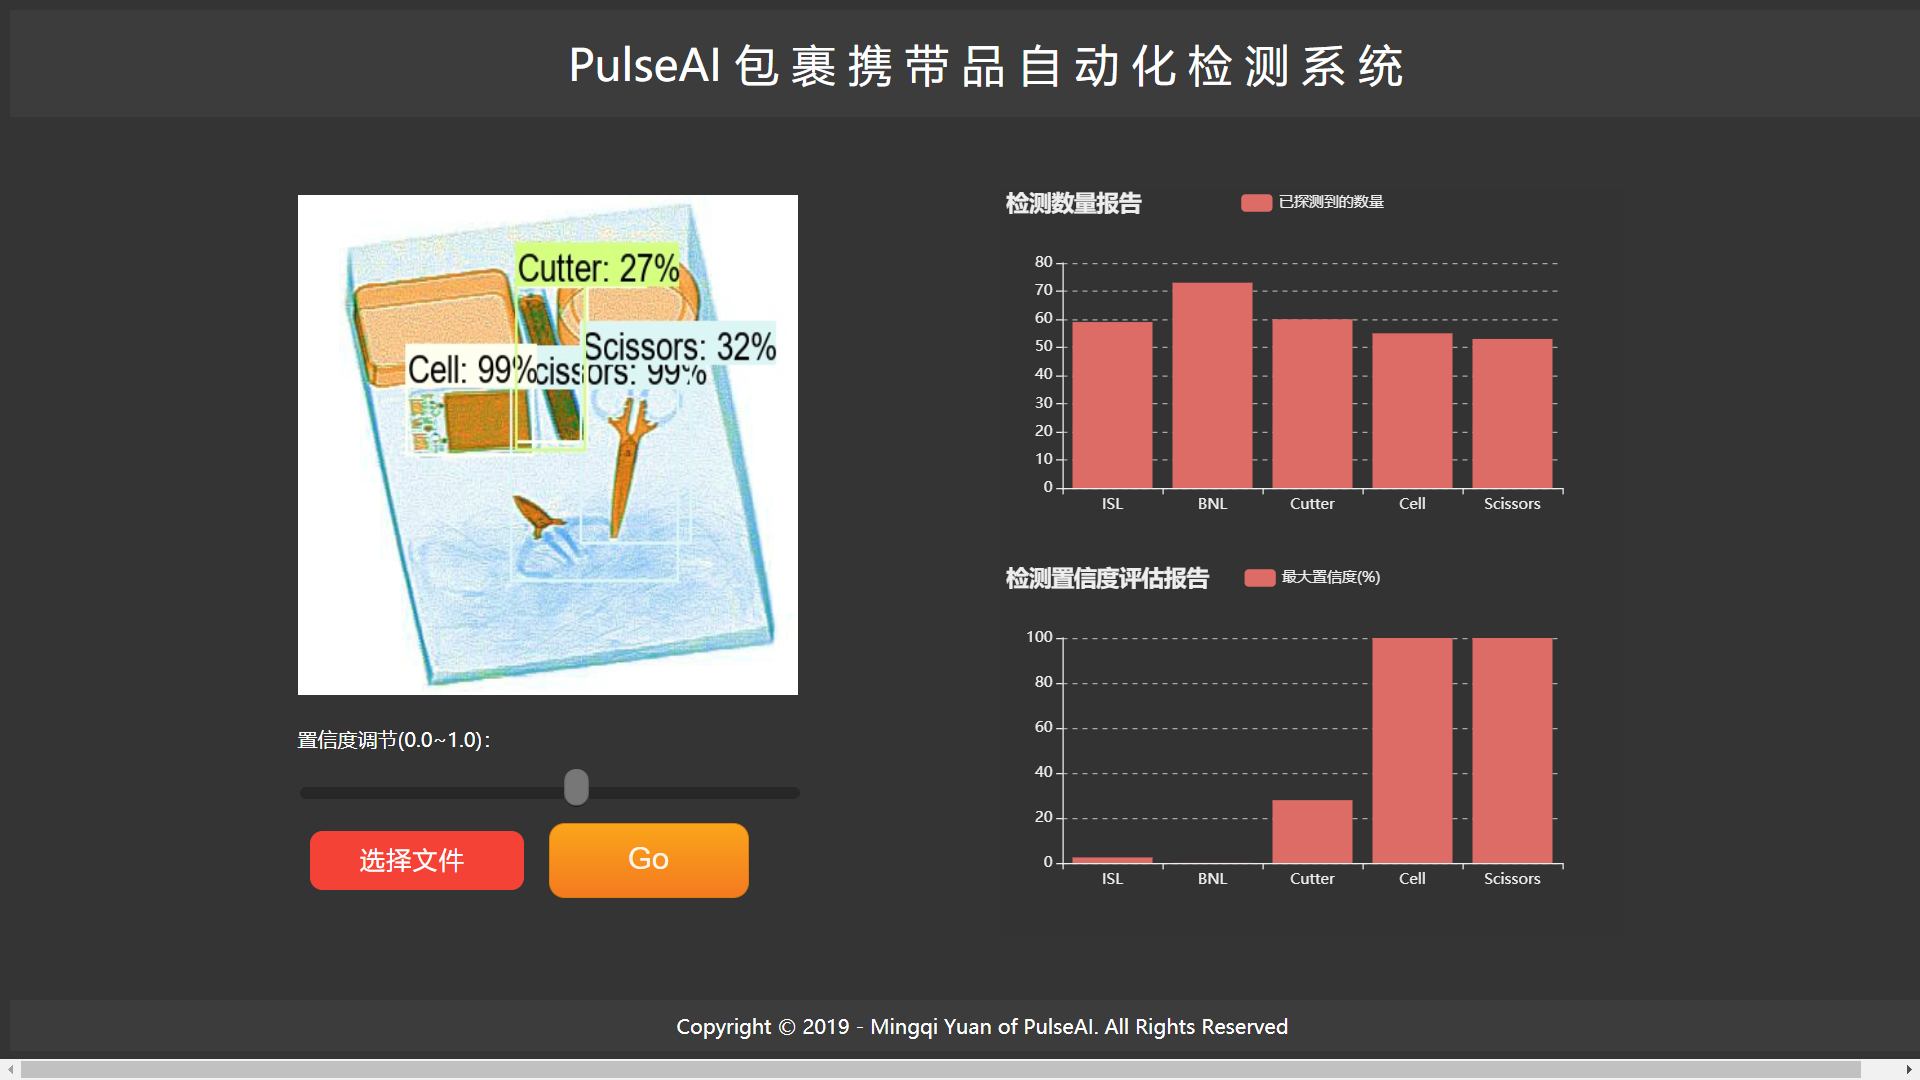 PulseAI 包裹携带品自动化检测系统
Cutter: 27%
Scissors: 32%
Cell: 99%
cissors: 99%
置信度调节(0.0~1.0):
选择文件
Go
检测数量报告
已探测到的数量
80
70
60
50
40
30
20
10
0
ISL BNL Cutter Cell Scissors
检测置信度评估报告
最大置信度(%)
100
80
60
40
20
0
ISL BNL Cutter Cell Scissors
Copyright © 2019 - Mingqi Yuan of PulseAI. All Rights Reserved